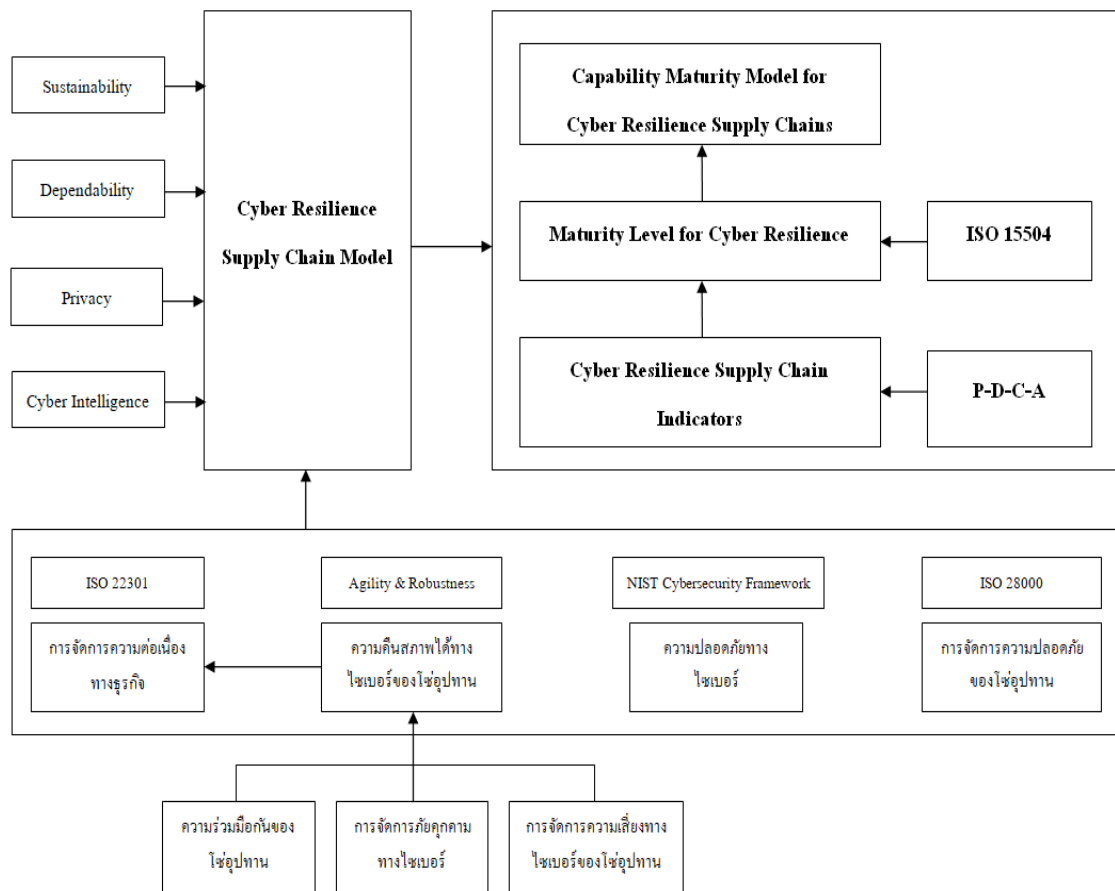 Sustainability
Dependability
Privacy
Cyber Intelligence
Cyber Resilience
Supply Chain Model
Capability Maturity Model for
Cyber Resilience Supply Chains
Maturity Level for Cyber Resilience
ISO 15504
Cyber Resilience Supply Chain
Indicators
P-D-C-A
ISO 22301
Agility & Robustness
NIST Cybersecurity Framework
ISO 28000
การจัดการความต่อเนื่อง
ทางธุรกิจ
ความคืนสภาพได้ทาง
ไซเบอร์ของโซ่อุปทาน
ความปลอดภัยทาง
ไซเบอร์
การจัดการความปลอดภัย
ของโซ่อุปทาน
ความร่วมมือกันของ
โซ่อุปทาน
การจัดการภัยคุกคาม
ทางไซเบอร์
การจัดการความเสี่ยงทาง
ไซเบอร์ของโซ่อุปทาน